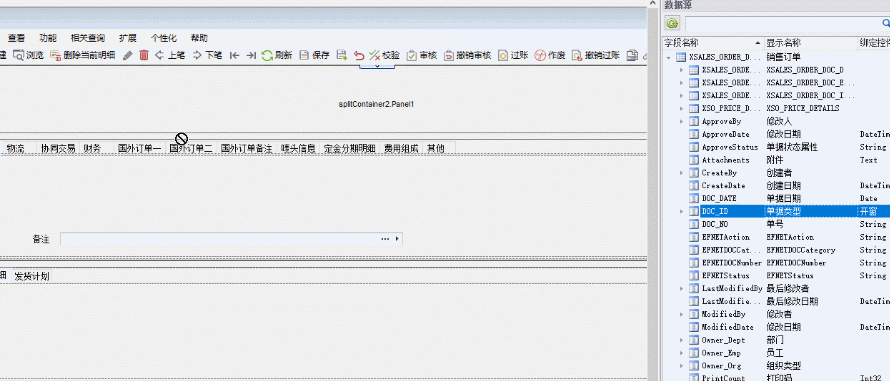 数据源
查看 功能 相关查询 扩展 个性化 帮助
建 浏览 删除当前明细 上笔 下笔 刷新 保存 校验 审核 撤销审核 过账 作废 撤销过账
splitContainer2.Panel1
物流 协同交易 财务 国外订单一 国外订单二 国外订单备注 唛头信息 定金分期明细 费用组成 其他
备注
细 发货计划
字段名称 显示名称 绑定控件
XSALES_ORDER_D... 销售订单
XSALES_ORDE... XSALES_ORDER_DOC_D
XSALES_ORDE... XSALES_ORDER_DOC_E...
XSALES_ORDE... XSALES_ORDER_DOC_I...
XSO_PRICE_D... XSO_PRICE_DETAILS
ApproveBy 修改人
ApproveDate 修改日期 DateTim
ApproveStatus 单据状态属性 String
Attachments 附件 Text
CreateBy 创建者
CreateDate 创建日期 DateTim
DOC_DATE 单据日期 Date
DOC_ID 单据类型 开窗
DOC_NO 单号 String
EFNETAction EFNETAction String
EFNETDOCCat... EFNETDOCCategory String
EFNETDOCNumber EFNETDOCNumber String
EFNETStatus EFNETStatus String
LastModifiedBy 最后修改者
LastModifie... 最后修改日期 DateTim
ModifiedBy 修改者
ModifiedDate 修改日期 DateTim
Owner_Dept 部门
Owner_Emp 员工
Owner_Org 组织类型
PrintCount 打印码 Int32